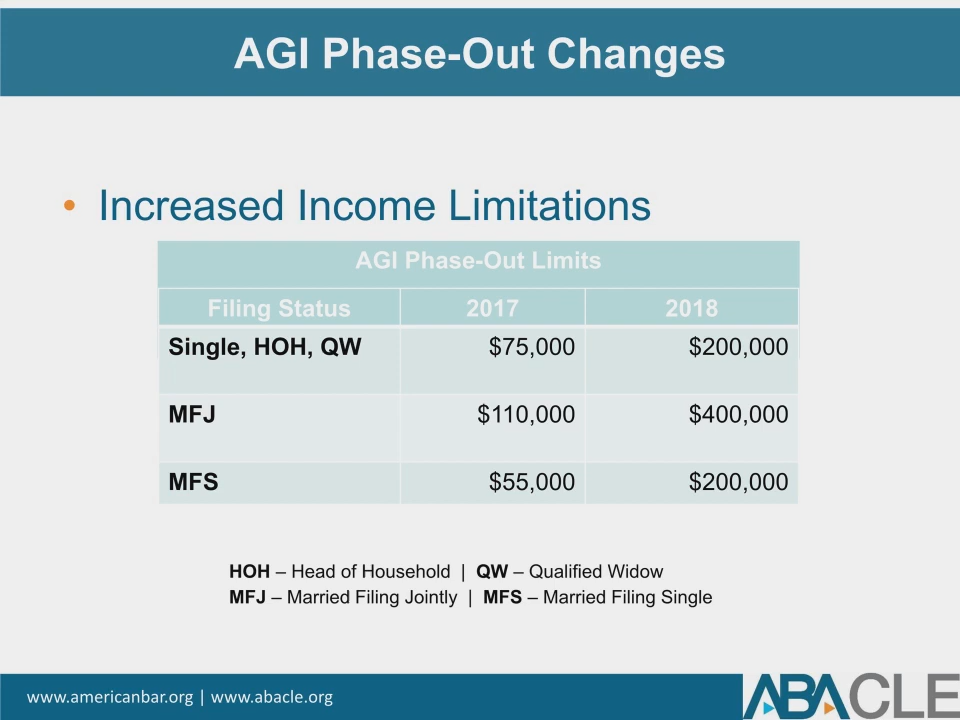 AGI Phase-Out Changes
• Increased Income Limitations
AGI Phase-Out Limits
Filing Status 2017 2018
Single, HOH, QW $75,000 $200,000
MFJ $110,000 $400,000
MFS $55,000 $200,000
HOH – Head of Household | QW – Qualified Widow
MFJ – Married Filing Jointly | MFS – Married Filing Single
www.americanbar.org | www.abacle.org
ABACLE